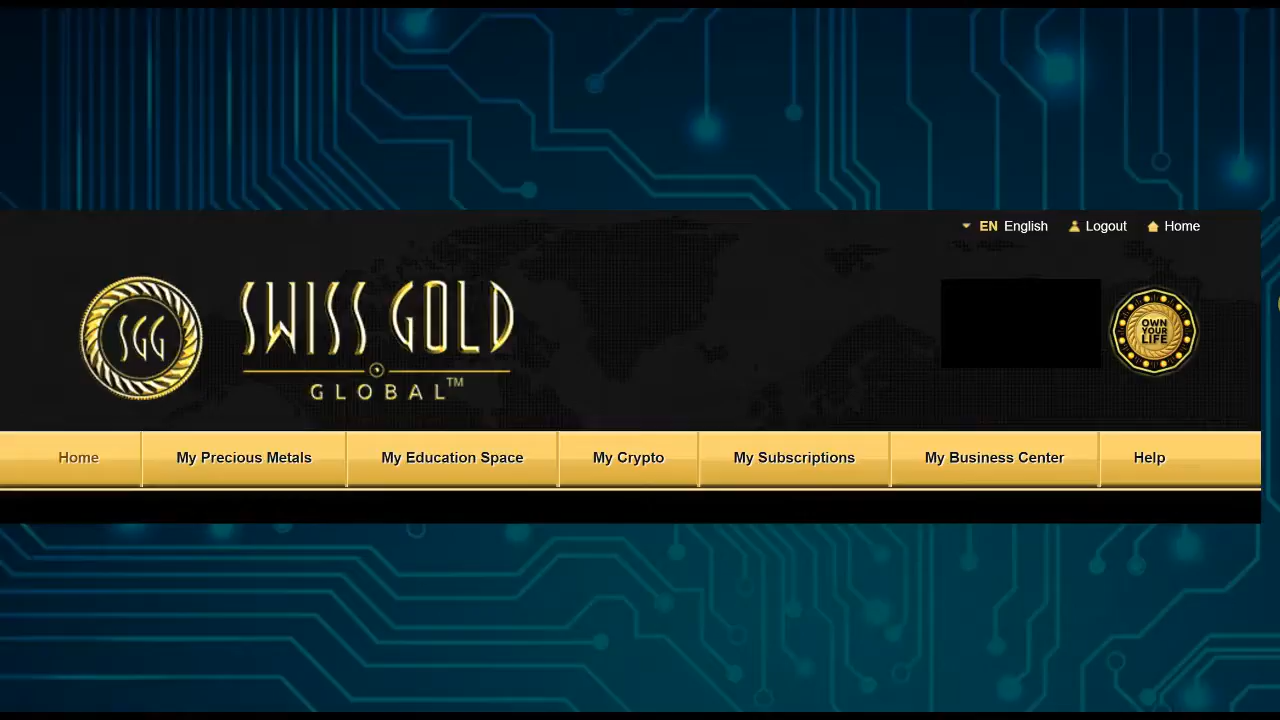 EN English Logout Home
SGG
SWISS GOLD
GLOBAL™
OWN
YOUR
LIFE
Home My Precious Metals My Education Space My Crypto My Subscriptions My Business Center Help